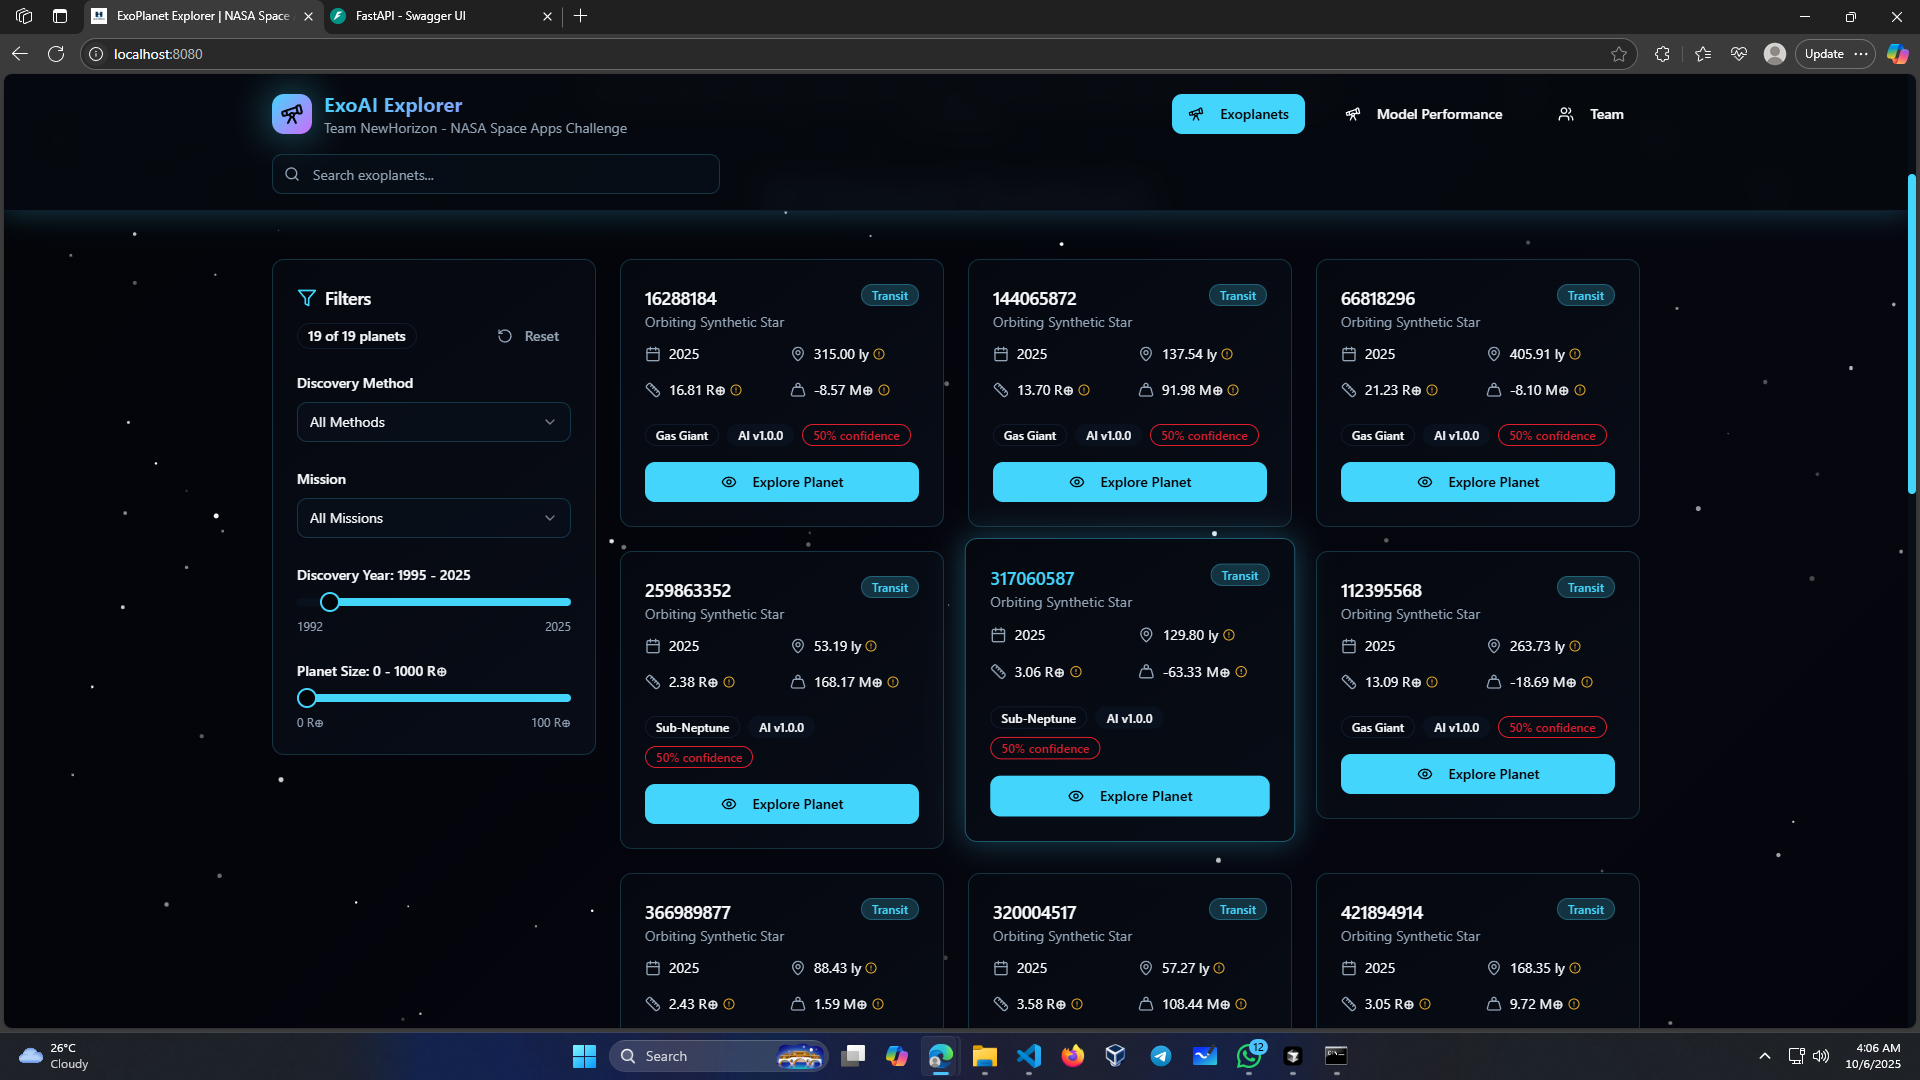 ExoPlanet Explorer | NASA Space
FastAPI - Swagger UI
localhost:8080
Update
ExoAI Explorer
Team NewHorizon - NASA Space Apps Challenge
Exoplanets
Model Performance
Team
Search exoplanets...
Filters
19 of 19 planets
Reset
Discovery Method
All Methods
Mission
All Missions
Discovery Year: 1995 - 2025
1992
2025
Planet Size: 0 - 1000 R⊕
0 R⊕
100 R⊕
16288184
Transit
Orbiting Synthetic Star
2025
315.00 ly
16.81 R⊕
-8.57 M⊕
Gas Giant
AI v1.0.0
50% confidence
Explore Planet
144065872
Transit
Orbiting Synthetic Star
2025
137.54 ly
13.70 R⊕
91.98 M⊕
Gas Giant
AI v1.0.0
50% confidence
Explore Planet
66818296
Transit
Orbiting Synthetic Star
2025
405.91 ly
21.23 R⊕
-8.10 M⊕
Gas Giant
AI v1.0.0
50% confidence
Explore Planet
259863352
Transit
Orbiting Synthetic Star
2025
53.19 ly
2.38 R⊕
168.17 M⊕
Sub-Neptune
AI v1.0.0
50% confidence
Explore Planet
317060587
Transit
Orbiting Synthetic Star
2025
129.80 ly
3.06 R⊕
-63.33 M⊕
Sub-Neptune
AI v1.0.0
50% confidence
Explore Planet
112395568
Transit
Orbiting Synthetic Star
2025
263.73 ly
13.09 R⊕
-18.69 M⊕
Gas Giant
AI v1.0.0
50% confidence
Explore Planet
366989877
Transit
Orbiting Synthetic Star
2025
88.43 ly
2.43 R⊕
1.59 M⊕
320004517
Transit
Orbiting Synthetic Star
2025
57.27 ly
3.58 R⊕
108.44 M⊕
421894914
Transit
Orbiting Synthetic Star
2025
168.35 ly
3.05 R⊕
9.72 M⊕
26°C
Cloudy
Search
12
4:06 AM
10/6/2025